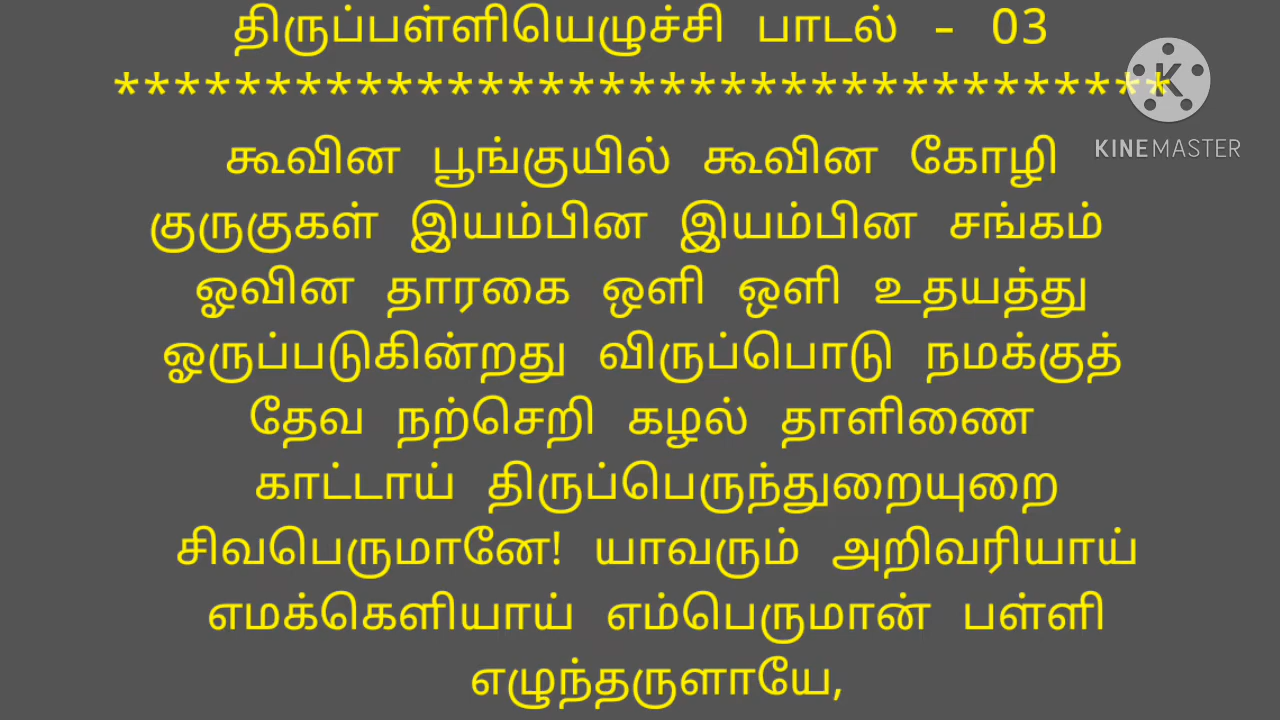 திருப்பள்ளியெழுச்சி பாடல் - 03
***********************************
KINEMASTER
கூவின பூங்குயில் கூவின கோழி
குருகுகள் இயம்பின இயம்பின சங்கம்
ஓவின தாரகை ஒளி ஒளி உதயத்து
ஓருப்படுகின்றது விருப்பொடு நமக்குத்
தேவ நற்செறி கழல் தாளிணை
காட்டாய் திருப்பெருந்துறையுறை
சிவபெருமானே! யாவரும் அறிவரியாய்
எமக்கெளியாய் எம்பெருமான் பள்ளி
எழுந்தருளாயே,